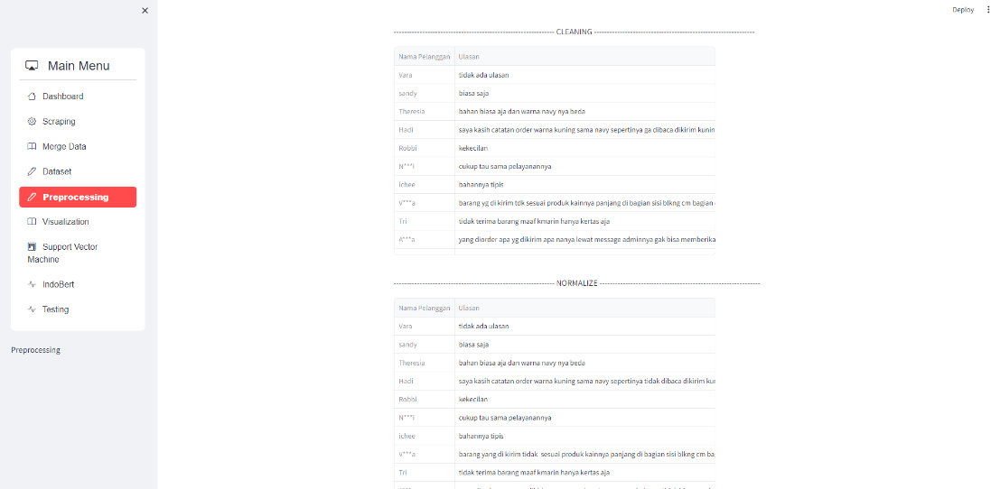 Deploy
Main Menu
Dashboard
Scraping
Merge Data
Dataset
Preprocessing
Visualization
Support Vector
Machine
IndoBert
Testing
Preprocessing
CLEANING
Nama Pelanggan Ulasan
Vara tidak ada ulasan
sandy biasa saja
Theresia bahan biasa aja dan warna navy nya beda
Hadi saya kasih catatan order warna kuning sama navy sepertinya ga dibaca dikirim kunin
Robbi kekecilan
N***i cukup tau sama pelayanannya
ichee bahannya tipis
V***a barang yg di kirim tdk sesuai produk kainnya panjang di bagian sisi blkng cm bagian
Tri tidak terima barang maaf kmarin hanya kertas aja
A***a yang diorder apa yg dikirim apa nanya lewat message adminnya gak bisa memberika
NORMALIZE
Nama Pelanggan Ulasan
Vara tidak ada ulasan
sandy biasa saja
Theresia bahan biasa aja dan warna navy nya beda
Hadi saya kasih catatan order warna kuning sama navy sepertinya tidak dibaca dikirim ku
Robbi kekecilan
N***i cukup tau sama pelayanannya
ichee bahannya tipis
V***a barang yang di kirim tidak sesuai produk kainnya panjang di bagian sisi blkng cm ba
Tri tidak terima barang maaf kmarin hanya kertas aja